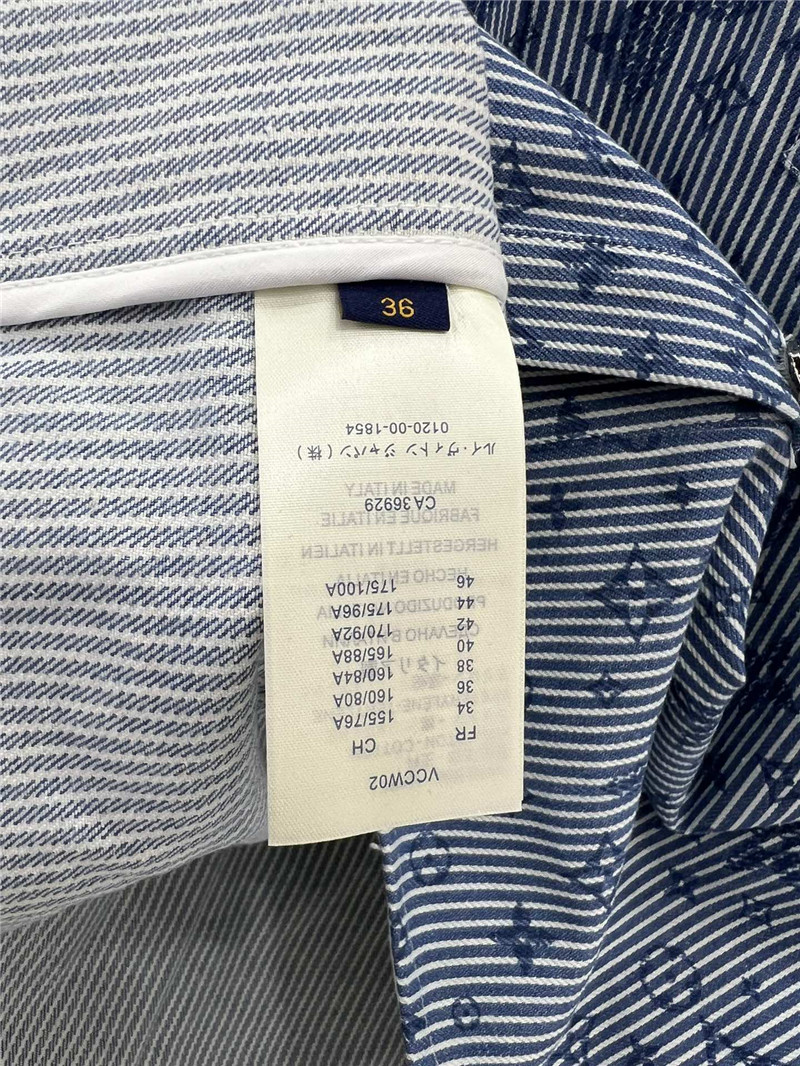 36
VCCW02
FR CH
34 155/76A
36 160/80A
38 160/84A
40 165/88A
42 170/92A
44 175/96A
46 175/100A
CA36929
ルイ・ヴィトン ジャパン (株)
0120-00-1854
MADE IN ITALY
FABRIQUE EN ITALIE
HERGESTELLT IN ITALIEN
HECHO EN ITALIA